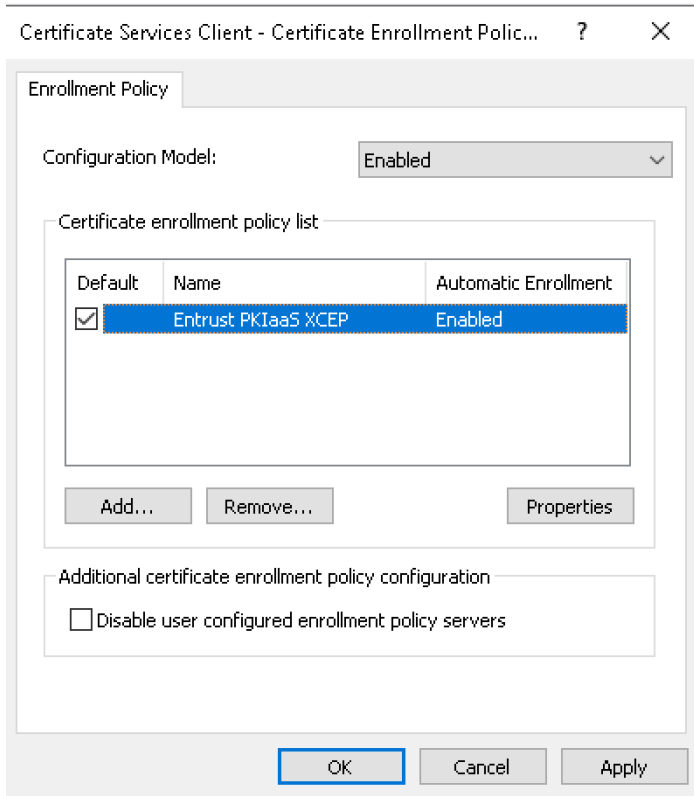 Certificate Services Client - Certificate Enrollment Polic... ?
Enrollment Policy
Configuration Model: Enabled
Certificate enrollment policy list
Default Name Automatic Enrollment
Entrust PKIaaS XCEP Enabled
Add... Remove... Properties
Additional certificate enrollment policy configuration
Disable user configured enrollment policy servers
OK Cancel Apply